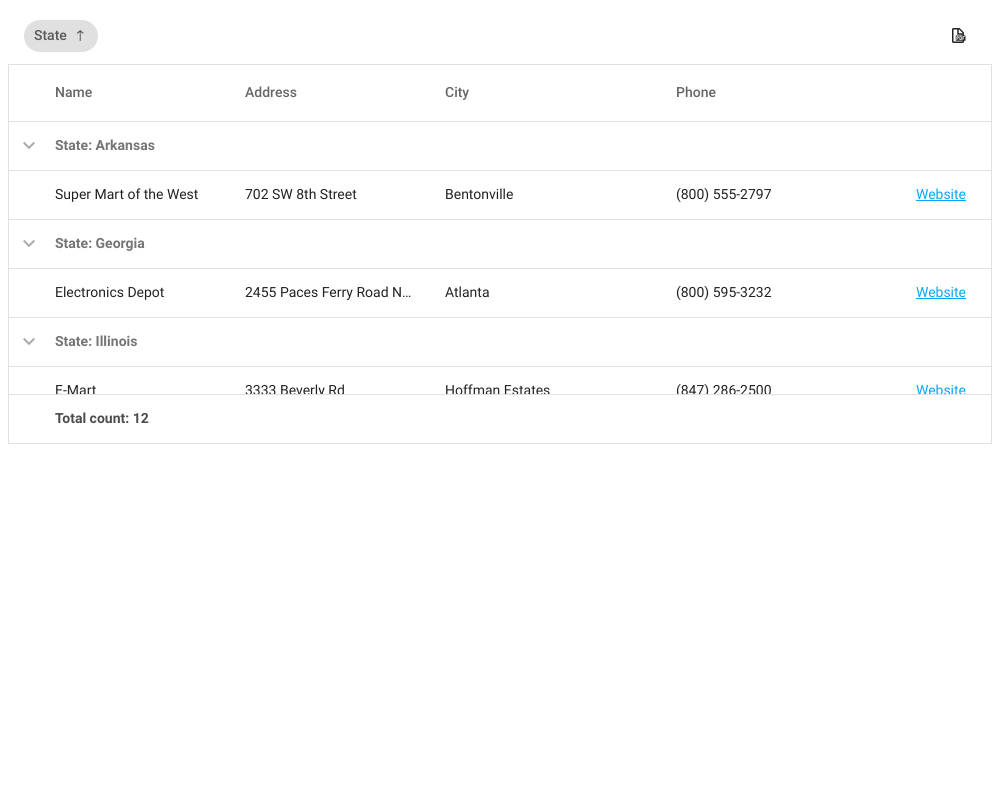 State ↑
Name Address City Phone
State: Arkansas
Super Mart of the West 702 SW 8th Street Bentonville (800) 555-2797 Website
State: Georgia
Electronics Depot 2455 Paces Ferry Road N... Atlanta (800) 595-3232 Website
State: Illinois
E-Mart 3333 Beverly Rd Hoffman Estates (847) 286-2500 Website
Total count: 12